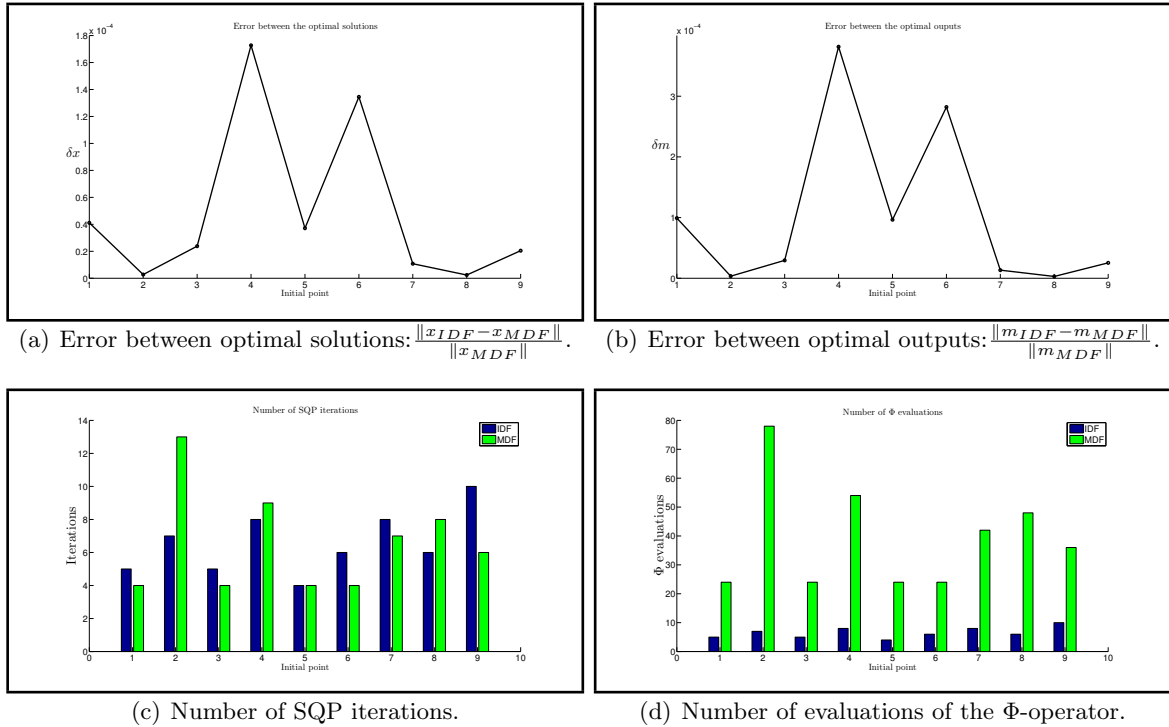 Error between the optimal solutions
x 10⁻⁴
1.8
1.6
1.4
1.2
1
0.8
0.6
0.4
0.2
0
δx
1 2 3 4 5 6 7 8 9
Initial point
(a) Error between optimal solutions: ‖x_IDF − x_MDF‖ / ‖x_MDF‖.
Error between the optimal ouputs
x 10⁻⁴
3
2
1
0
δm
1 2 3 4 5 6 7 8 9
Initial point
(b) Error between optimal outputs: ‖m_IDF − m_MDF‖ / ‖m_MDF‖.
Number of SQP iterations
14
12
10
8
6
4
2
0
Iterations
IDF
MDF
0 1 2 3 4 5 6 7 8 9 10
Initial point
(c) Number of SQP iterations.
Number of Φ evaluations
80
70
60
50
40
30
20
10
0
Φ evaluations
IDF
MDF
0 1 2 3 4 5 6 7 8 9 10
Initial point
(d) Number of evaluations of the Φ-operator.